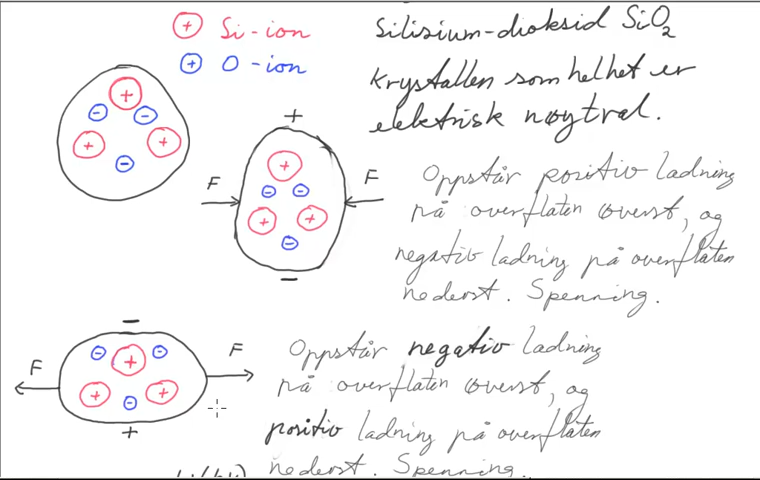 + Si-ion
+ O-ion
Silisium-dioksid SiO2
Krystallen som helhet er
elektrisk nøytral.
+
- -
+ +
-
+
F F
+
- -
+ +
-
-
Oppstår positiv ladning
på overflaten øverst, og
negativ ladning på overflaten
nederst. Spenning.
-
F F
- + -
+ +
-
+
Oppstår negativ ladning
på overflaten øverst, og
positiv ladning på overflaten
nederst. Spenning.